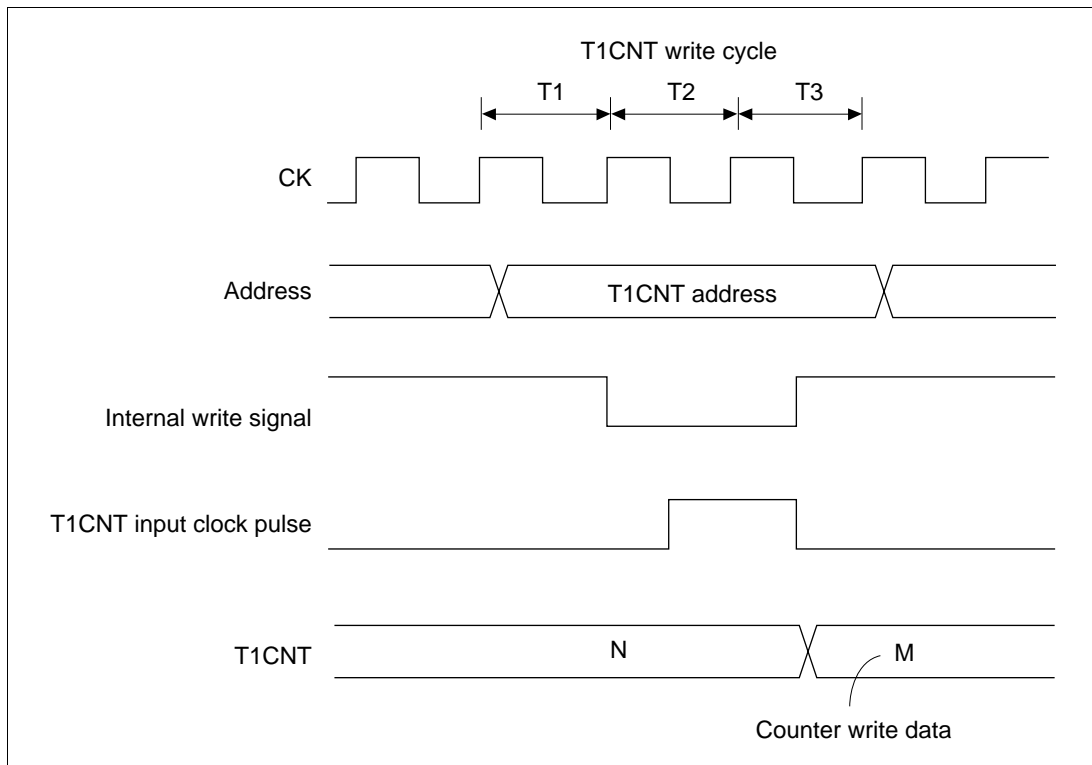 T1CNT write cycle
T1 T2 T3
CK
Address
T1CNT address
Internal write signal
T1CNT input clock pulse
T1CNT
N
M
Counter write data